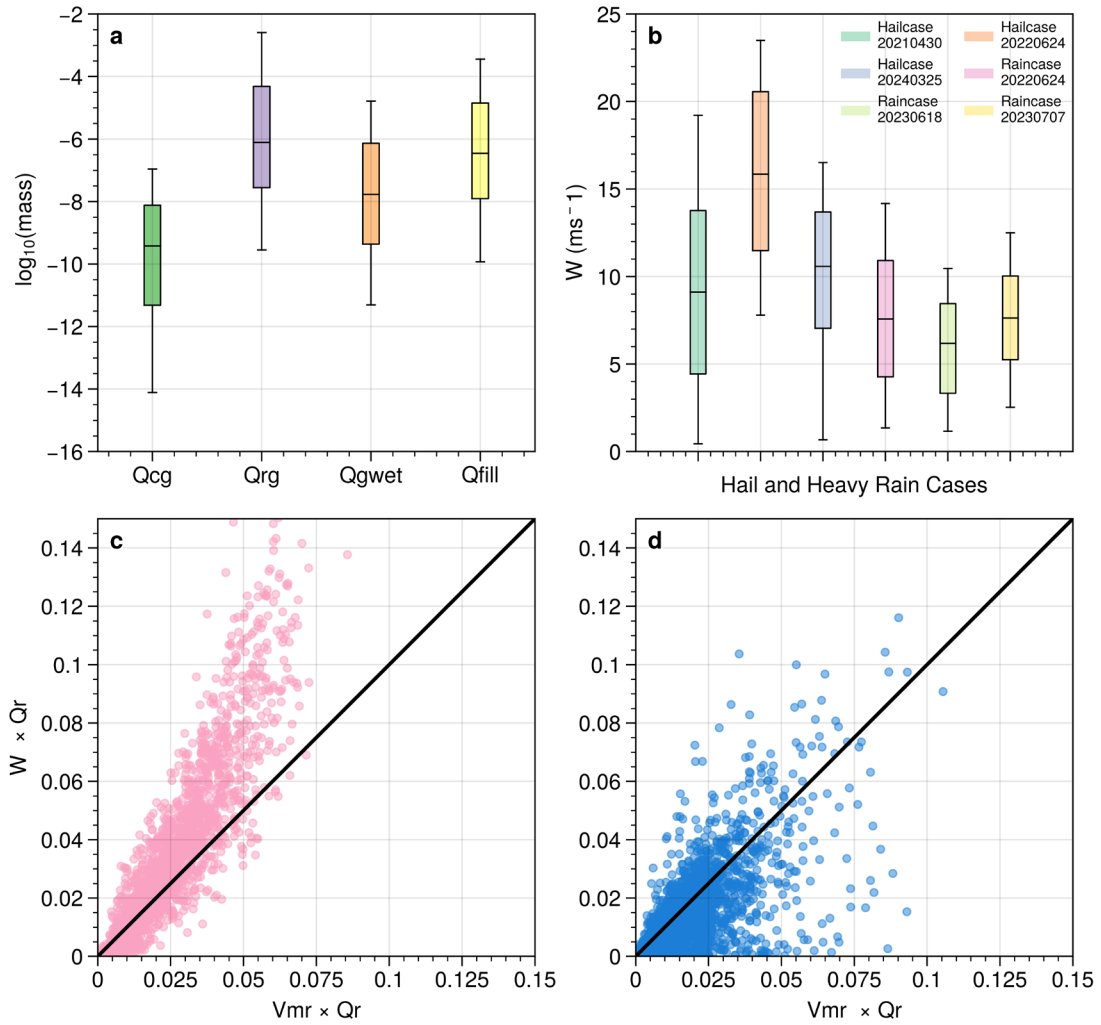 a
log₁₀(mass)
−2
−4
−6
−8
−10
−12
−14
−16
Qcg Qrg Qgwet Qfill
b
W (ms⁻1)
25
20
15
10
5
0
Hailcase
20210430
Hailcase
20220624
Hailcase
20240325
Raincase
20220624
Raincase
20230618
Raincase
20230707
Hail and Heavy Rain Cases
c
W × Qr
0.14
0.12
0.1
0.08
0.06
0.04
0.02
0
0 0.025 0.05 0.075 0.1 0.125 0.15
Vmr × Qr
d
0.14
0.12
0.1
0.08
0.06
0.04
0.02
0
0 0.025 0.05 0.075 0.1 0.125 0.15
Vmr × Qr